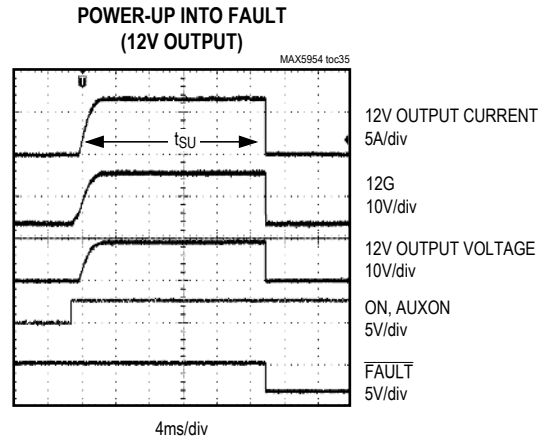 POWER-UP INTO FAULT
(12V OUTPUT)
MAX5954 toc35
12V OUTPUT CURRENT
5A/div
tSU
12G
10V/div
12V OUTPUT VOLTAGE
10V/div
ON, AUXON
5V/div
FAULT
5V/div
4ms/div